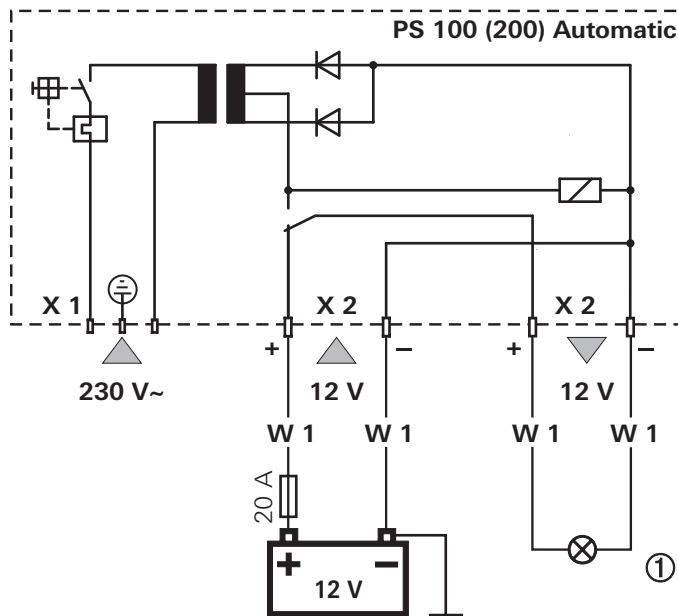 PS 100 (200) Automatic
X 1 X 2 X 2
+ – + –
230 V~ 12 V 12 V
W 1 W 1 W 1 W 1
20 A
+ –
12 V
①